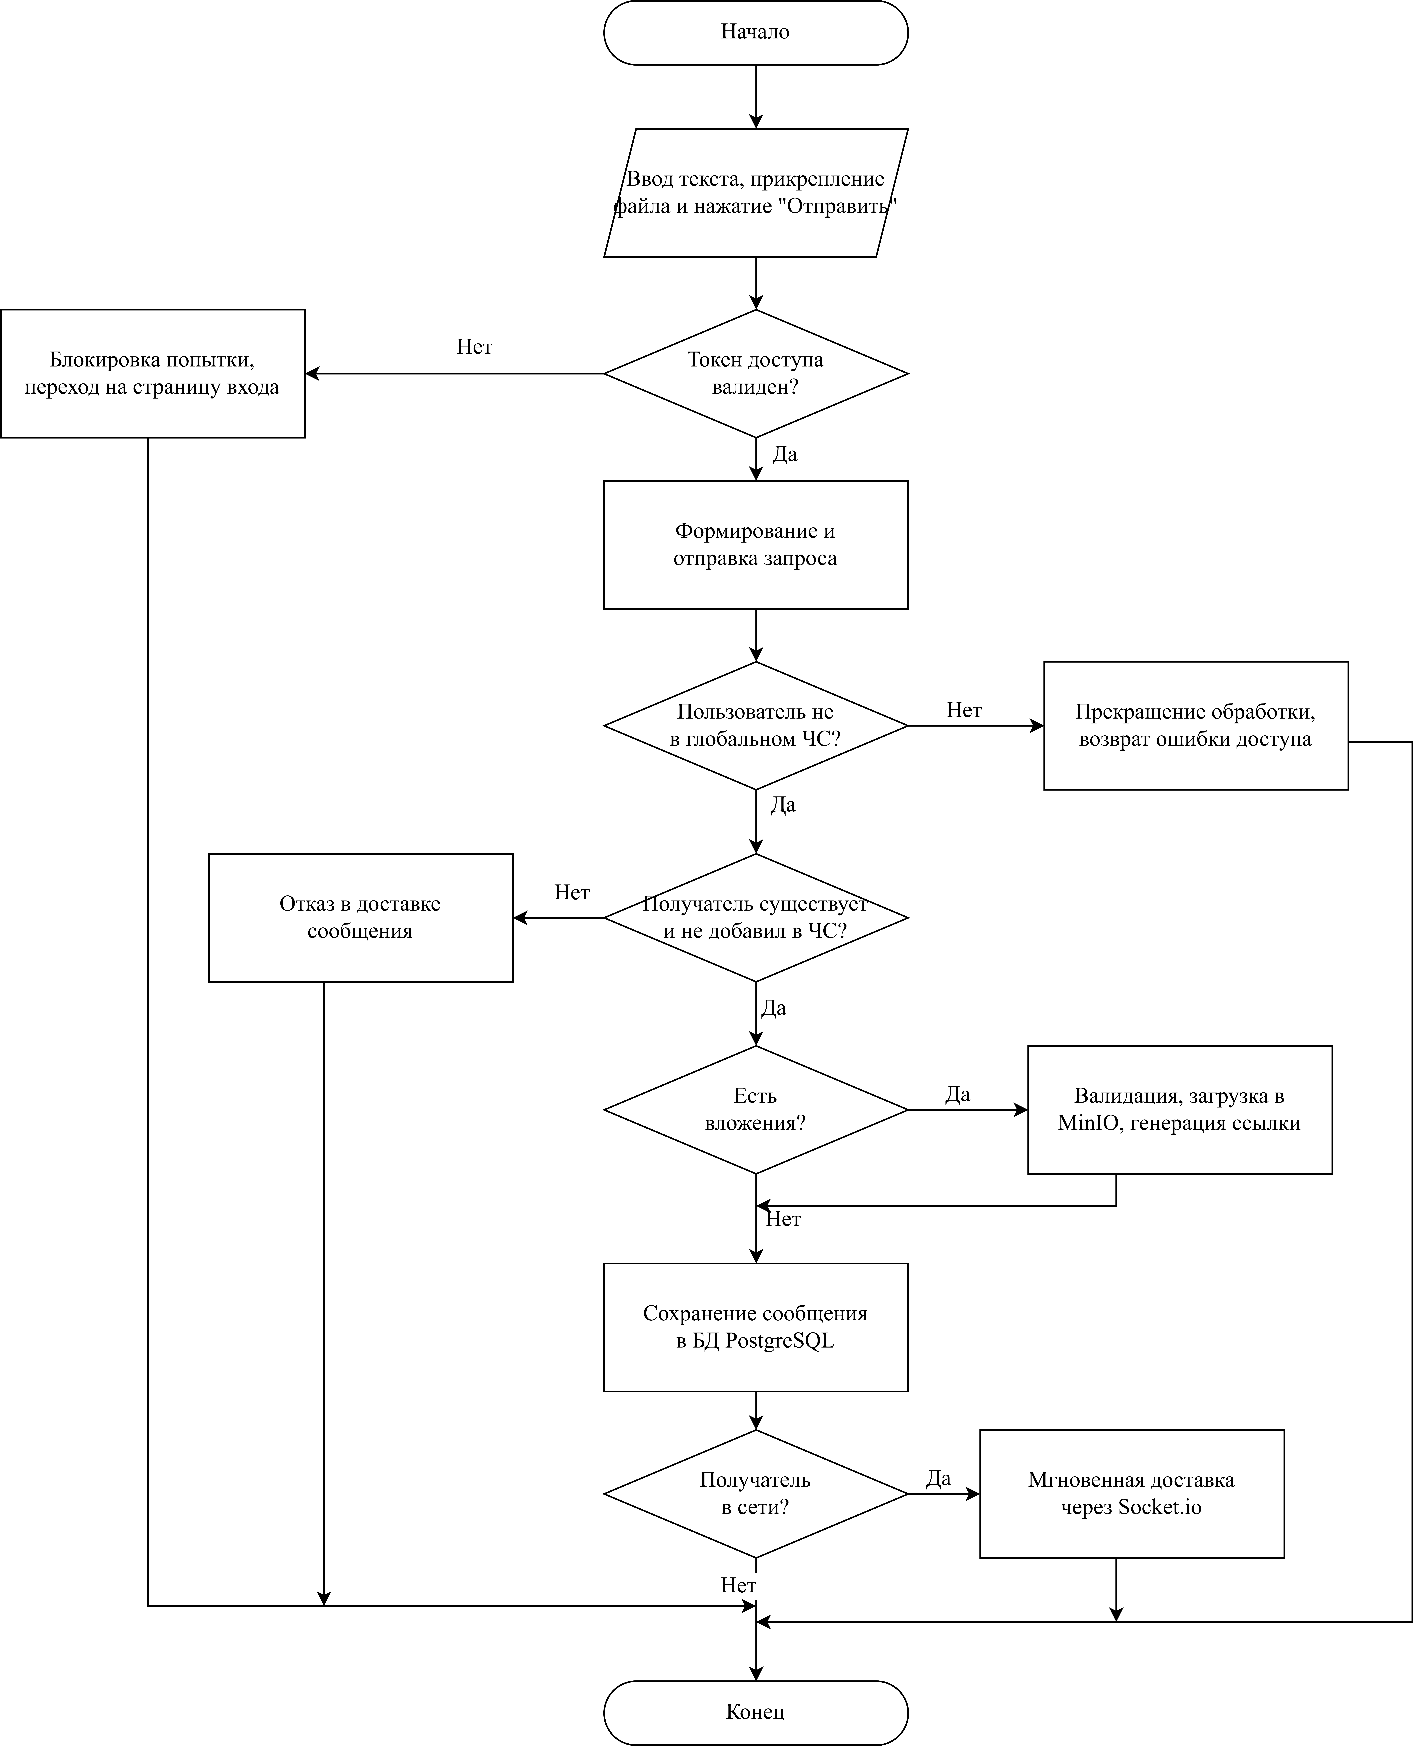 Начало
Ввод текста, прикрепление
файла и нажатие "Отправить"
Нет
Токен доступа
валиден?
Блокировка попытки,
переход на страницу входа
Да
Формирование и
отправка запроса
Пользователь не
в глобальном ЧС?
Нет
Прекращение обработки,
возврат ошибки доступа
Да
Получатель существует
и не добавил в ЧС?
Нет
Отказ в доставке
сообщения
Да
Есть
вложения?
Да
Валидация, загрузка в
MinIO, генерация ссылки
Нет
Сохранение сообщения
в БД PostgreSQL
Получатель
в сети?
Да
Мгновенная доставка
через Socket.io
Нет
Конец